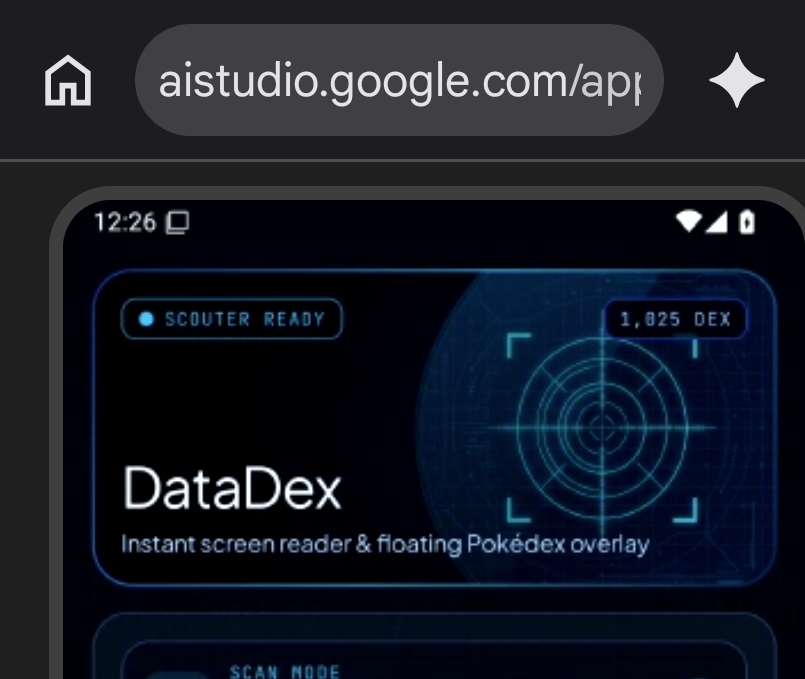 aistudio.google.com/app
12:26
SCOUTER READY
1,025 DEX
DataDex
Instant screen reader & floating Pokédex overlay
SCAN MODE